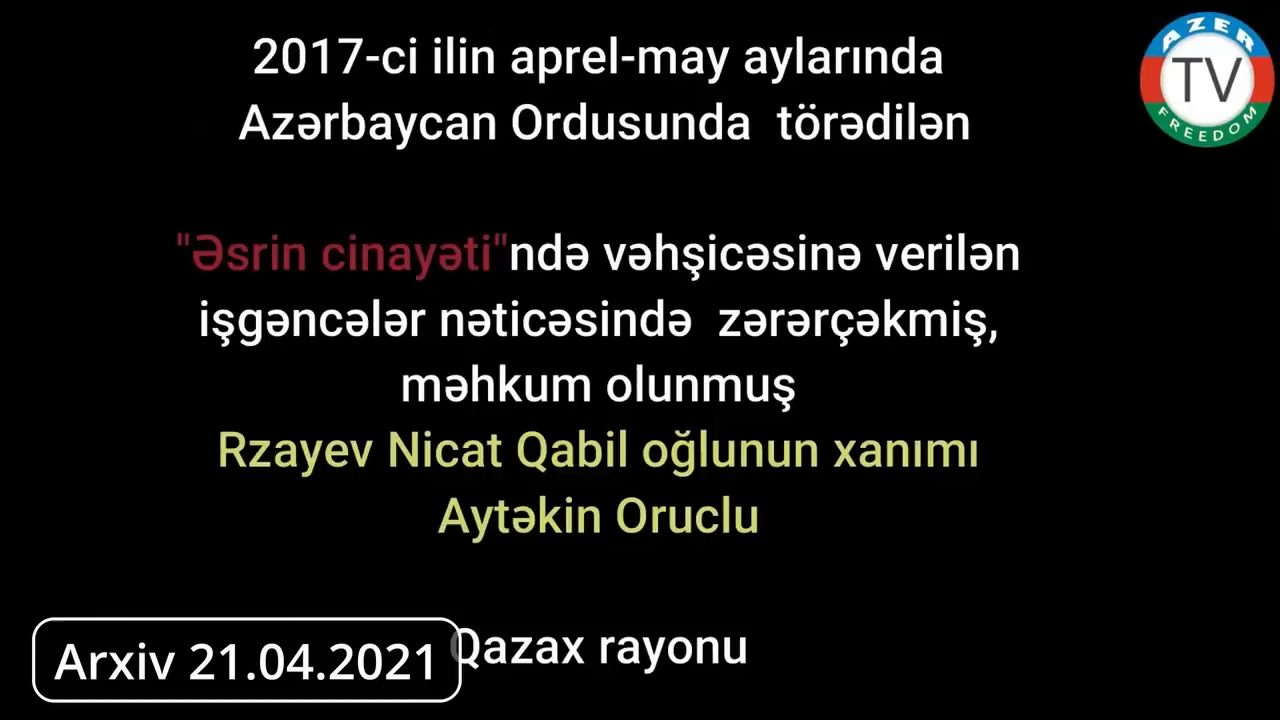 2017-ci ilin aprel-may aylarında
Azərbaycan Ordusunda törədilən
"Əsrin cinayəti"ndə vəhşicəsinə verilən
işgəncələr nəticəsində zərərçəkmiş,
məhkum olunmuş
Rzayev Nicat Qabil oğlunun xanımı
Aytəkin Oruclu
Qazax rayonu
Arxiv 21.04.2021
AZER
TV
FREEDOM